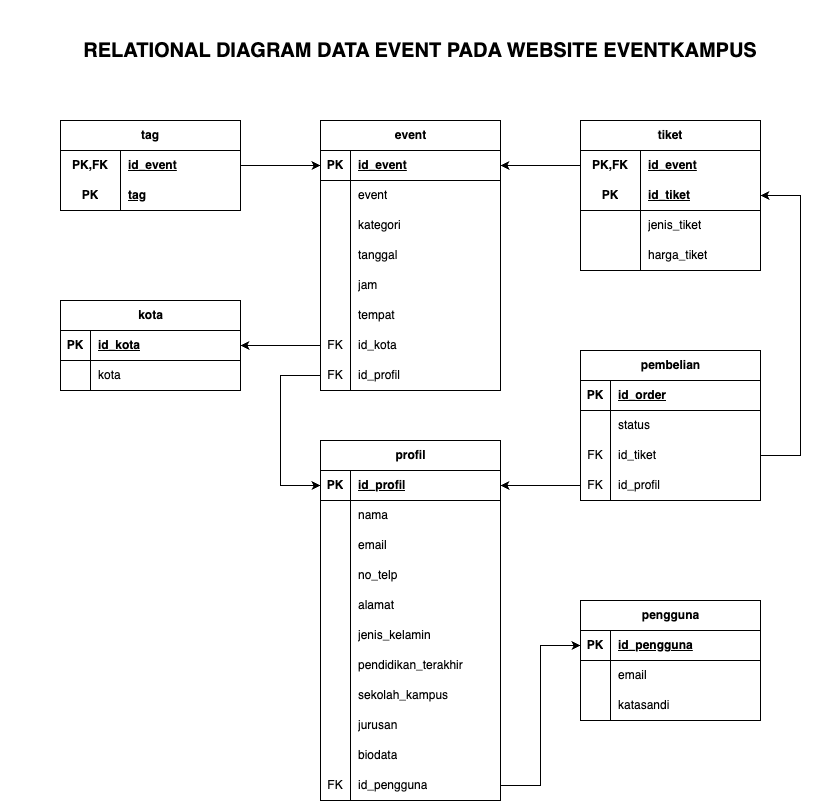 RELATIONAL DIAGRAM DATA EVENT PADA WEBSITE EVENTKAMPUS
tag
PK,FK id_event
PK tag
event
PK id_event
event
kategori
tanggal
jam
tempat
FK id_kota
FK id_profil
tiket
PK,FK id_event
PK id_tiket
jenis_tiket
harga_tiket
kota
PK id_kota
kota
pembelian
PK id_order
status
FK id_tiket
FK id_profil
profil
PK id_profil
nama
email
no_telp
alamat
jenis_kelamin
pendidikan_terakhir
sekolah_kampus
jurusan
biodata
FK id_pengguna
pengguna
PK id_pengguna
email
katasandi